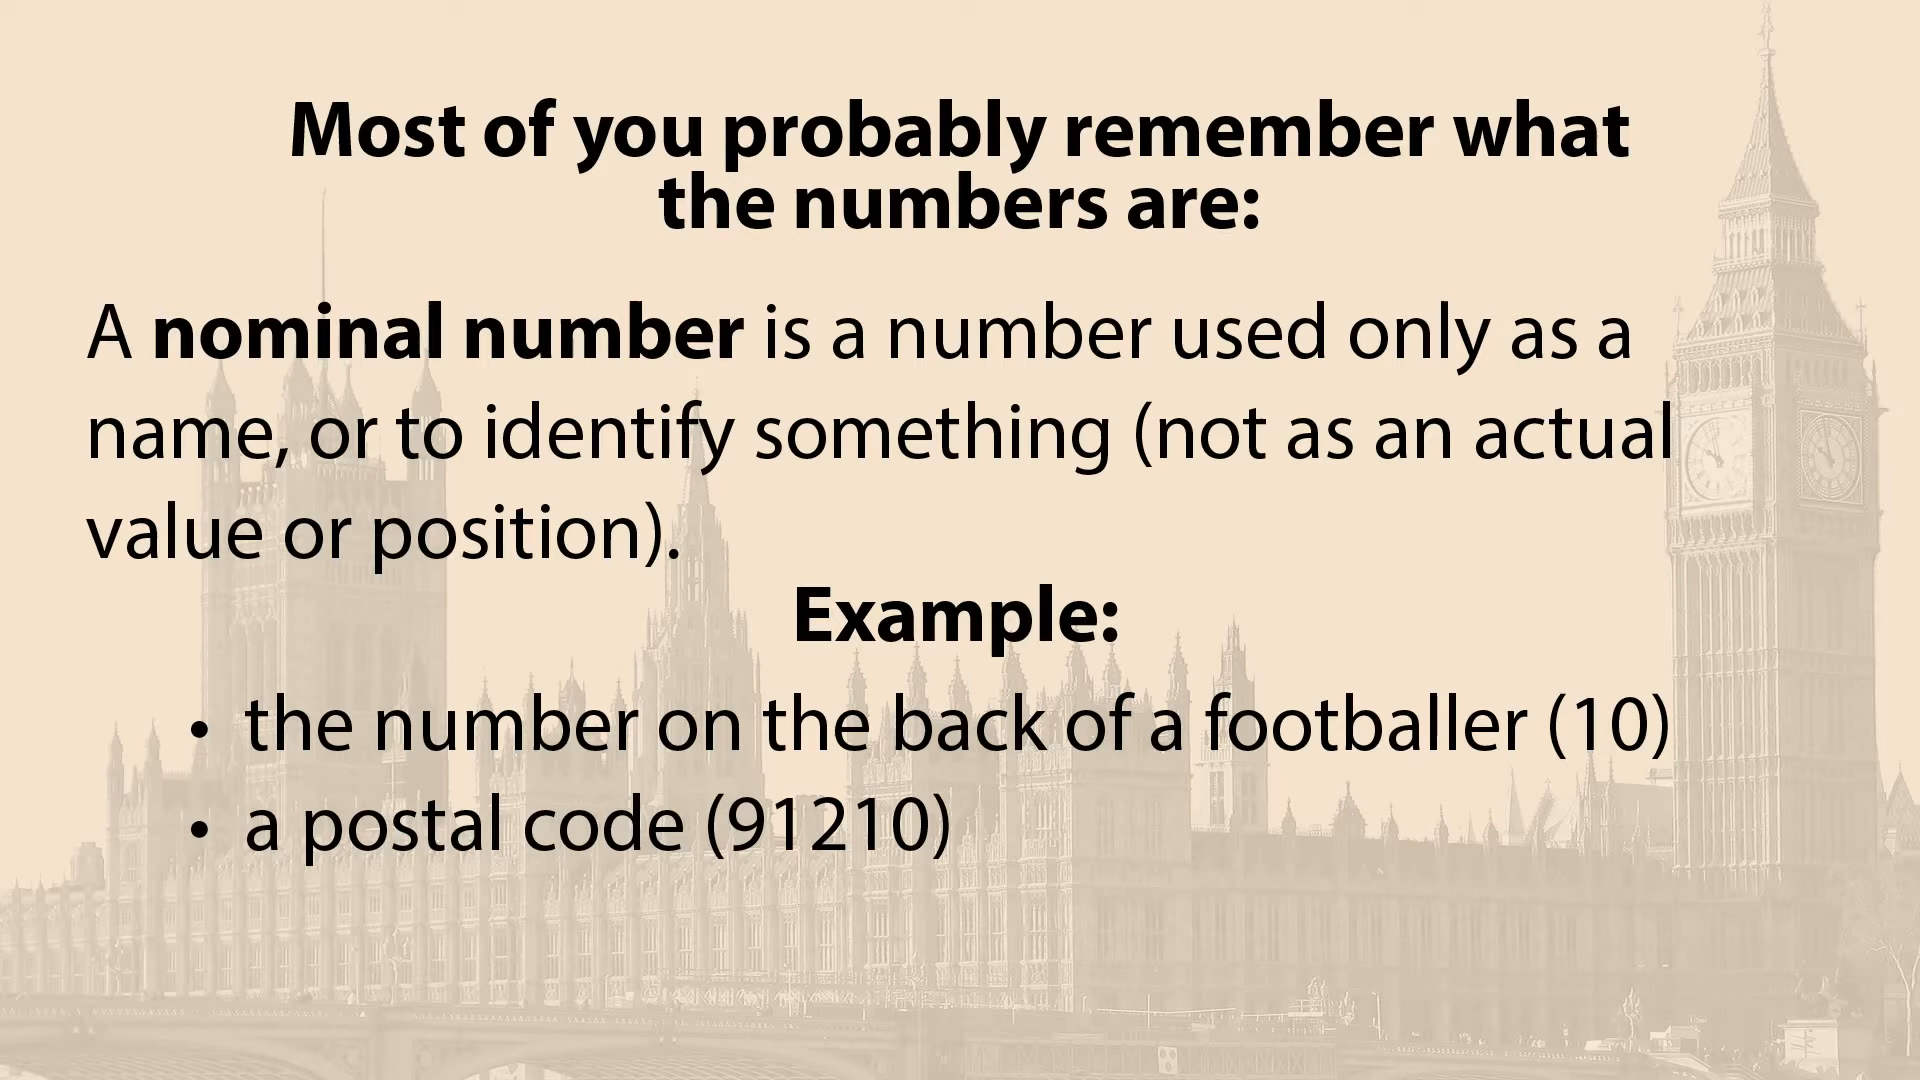 Most of you probably remember what
the numbers are:
A nominal number is a number used only as a
name, or to identify something (not as an actual
value or position).
Example:
• the number on the back of a footballer (10)
• a postal code (91210)